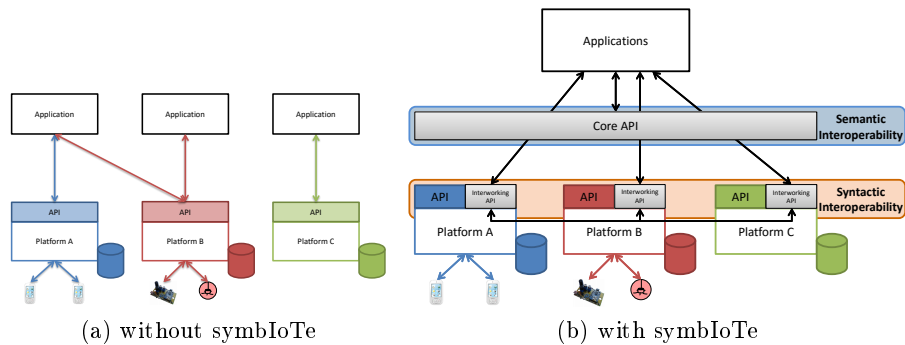 Applications
Application
Application
Application
Core API
Semantic
Interoperability
API
API
API
Platform A
Platform B
Platform C
API
Interworking
API
API
Interworking
API
API
Interworking
API
Syntactic
Interoperability
Platform A
Platform B
Platform C
(a) without symbIoTe
(b) with symbIoTe